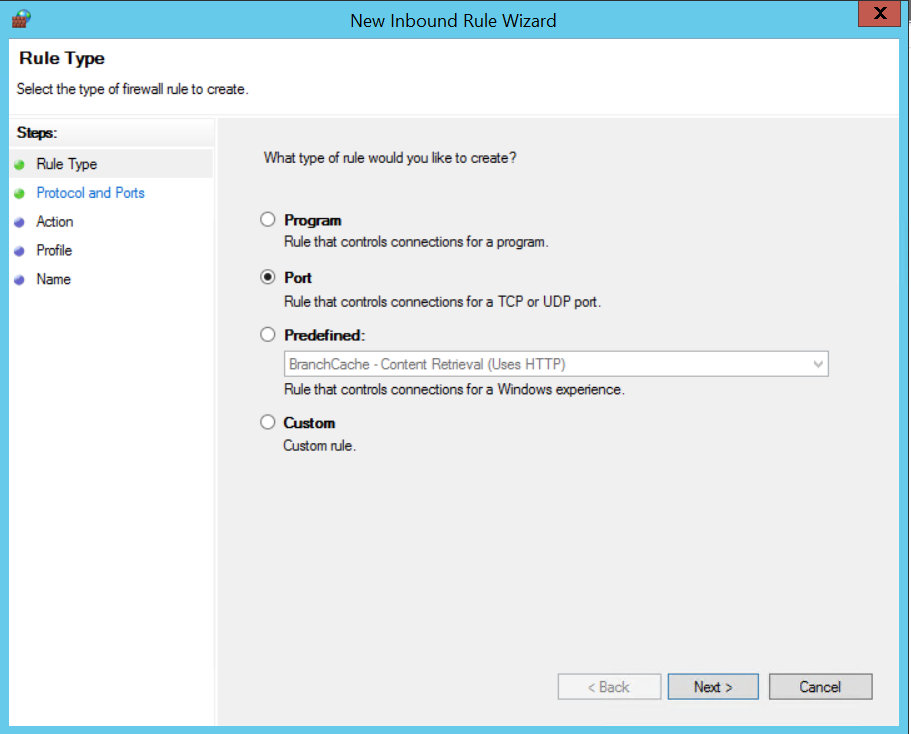 New Inbound Rule Wizard
X
Rule Type
Select the type of firewall rule to create.
Steps:
Rule Type
Protocol and Ports
Action
Profile
Name
What type of rule would you like to create?
Program
Rule that controls connections for a program.
Port
Rule that controls connections for a TCP or UDP port.
Predefined:
BranchCache - Content Retrieval (Uses HTTP)
Rule that controls connections for a Windows experience.
Custom
Custom rule.
< Back Next > Cancel